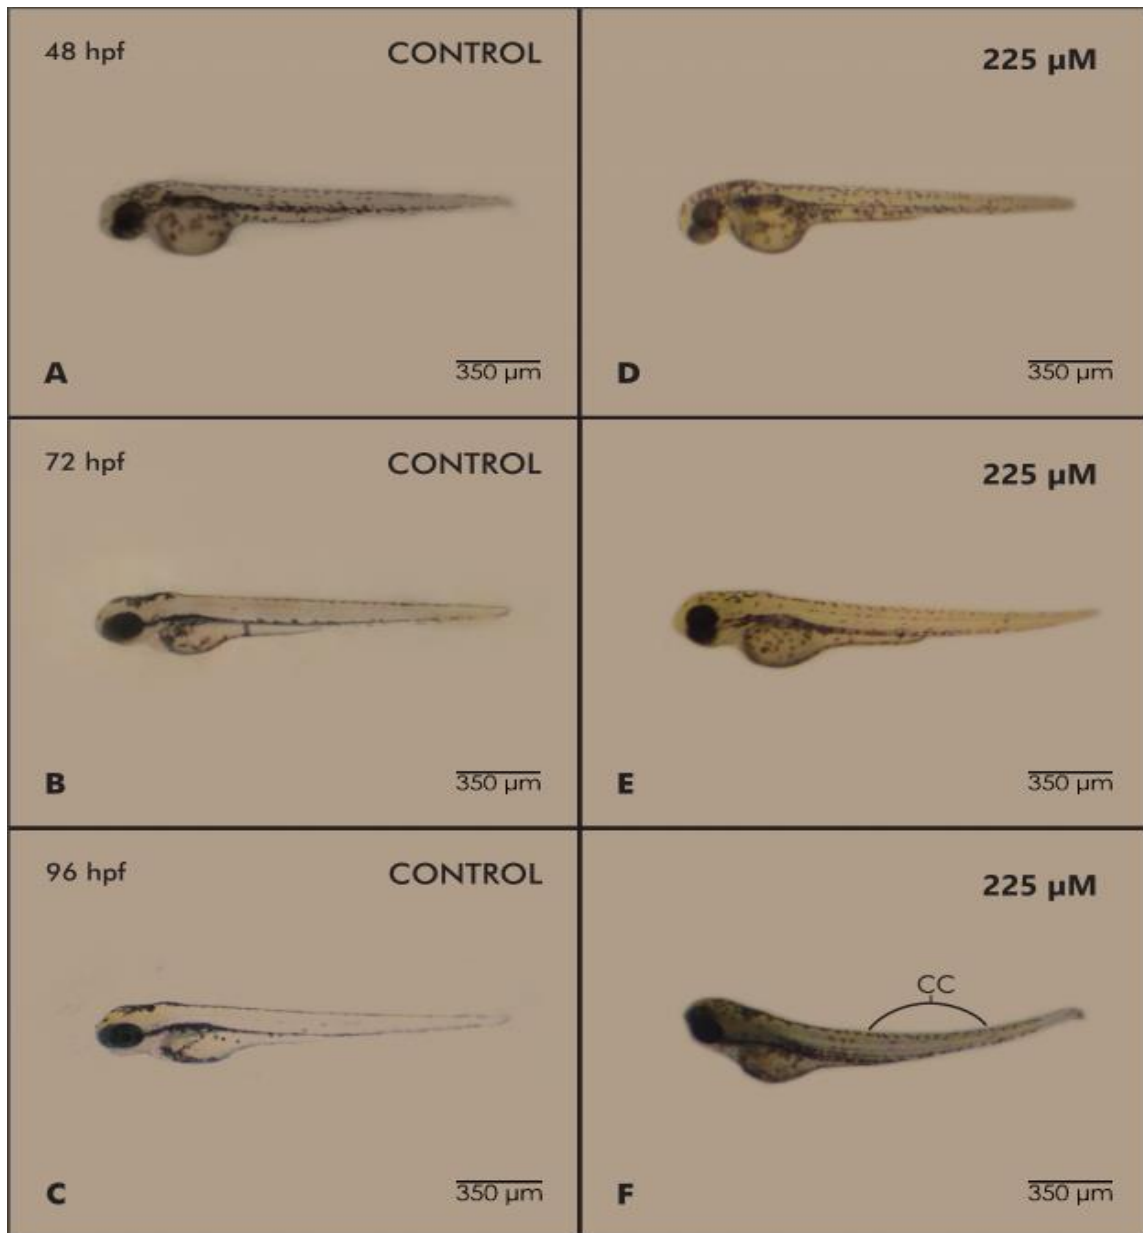 48 hpf
CONTROL
225 µM
A
350 µm
D
350 µm
72 hpf
CONTROL
225 µM
B
350 µm
E
350 µm
96 hpf
CONTROL
225 µM
CC
C
350 µm
F
350 µm